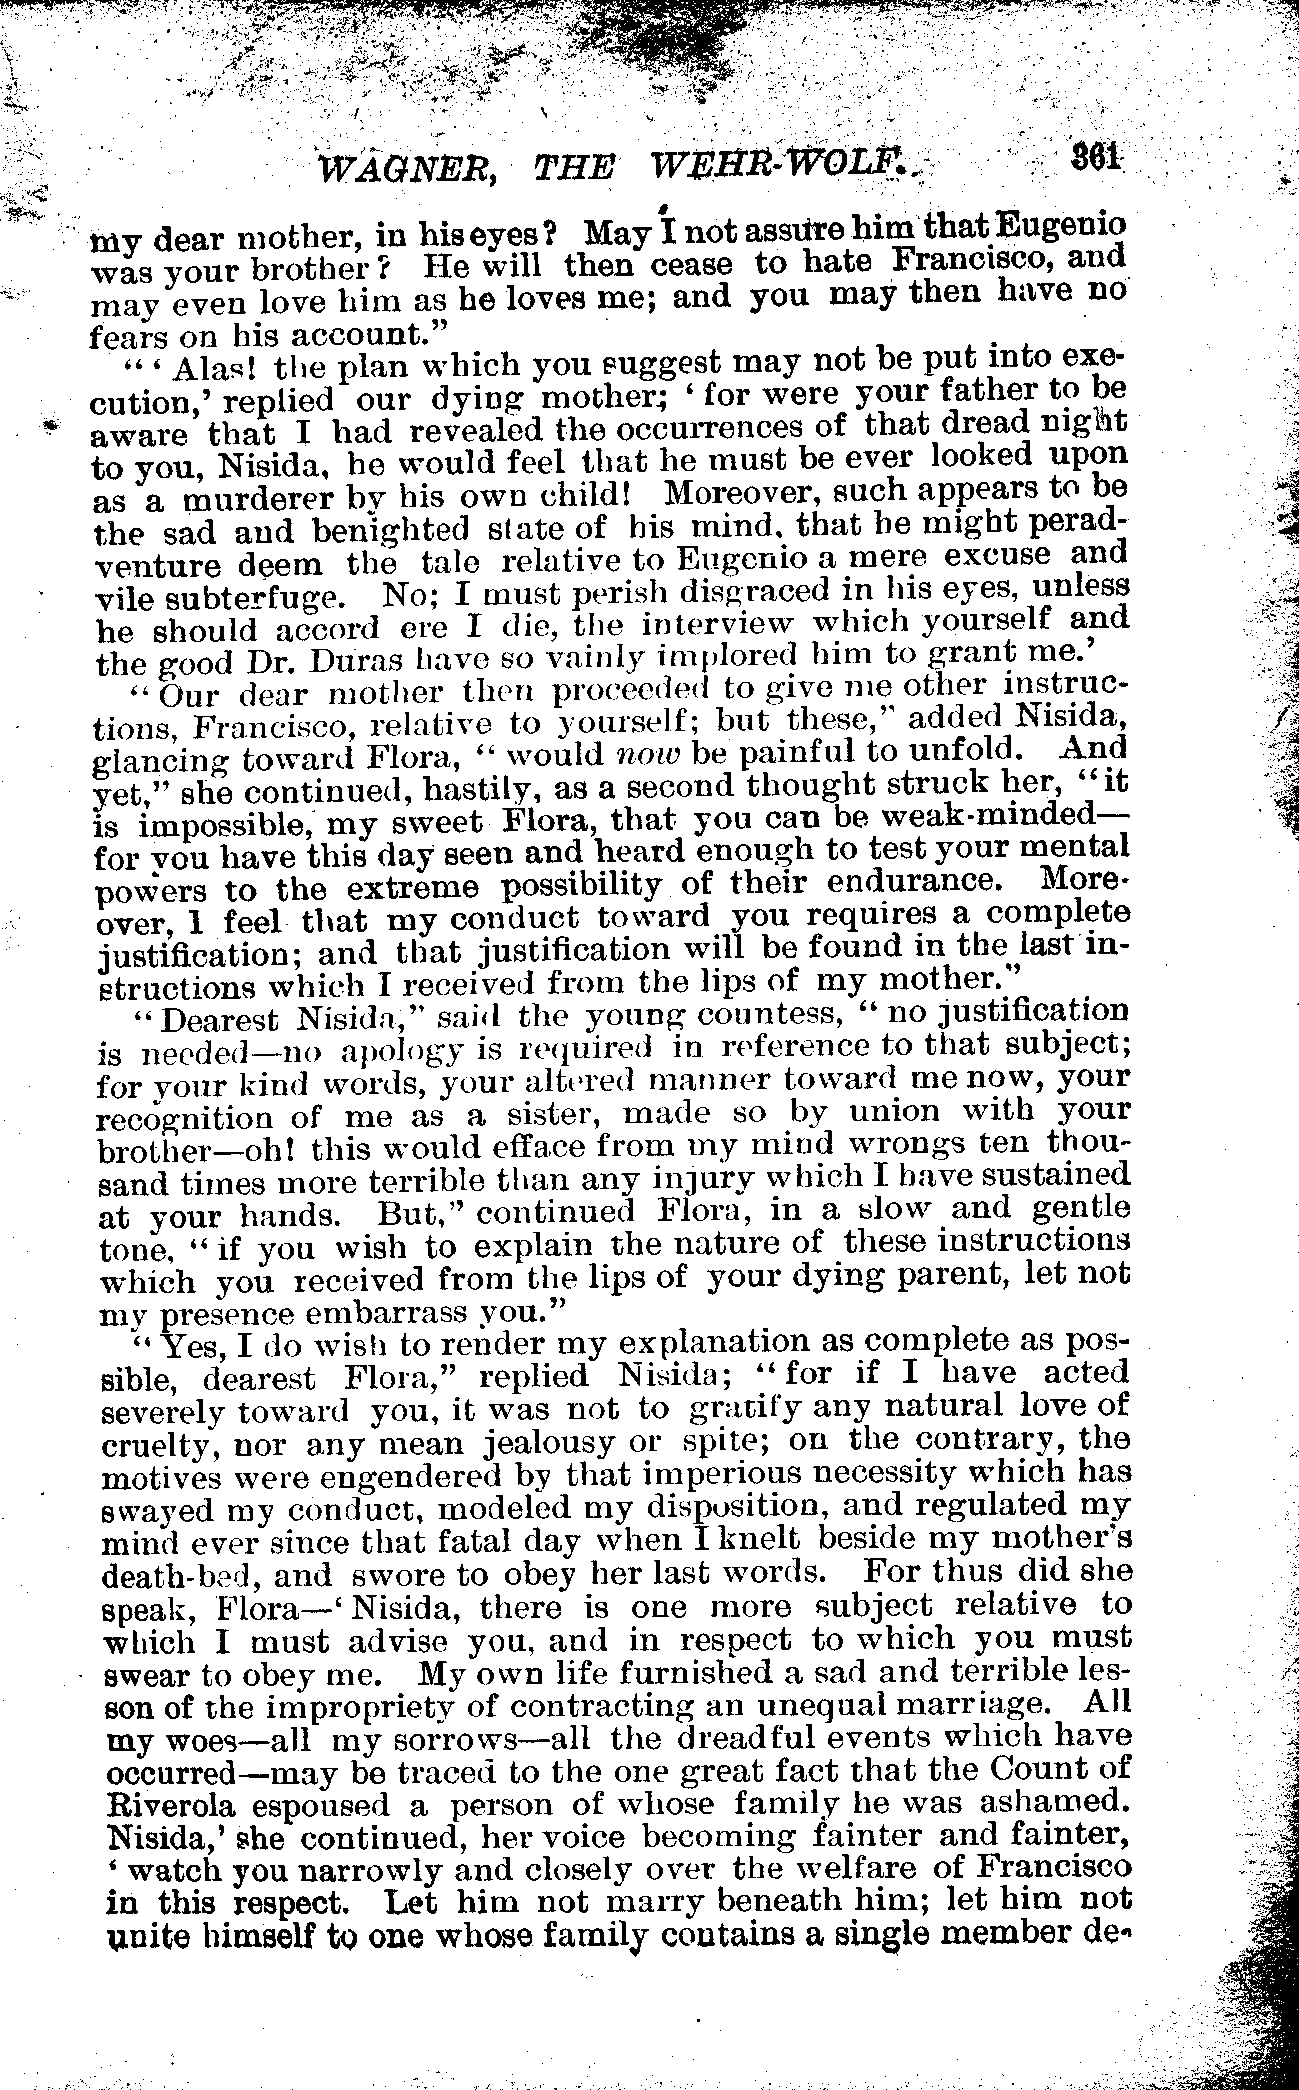 WAGNER, THE WEHR-WOLF. 361
my dear mother, in his eyes? May I not assure him that Eugenio
was your brother? He will then cease to hate Francisco, and
may even love him as he loves me; and you may then have no
fears on his account."
"' Alas! the plan which you suggest may not be put into exe-
cution,' replied our dying mother; 'for were your father to be
aware that I had revealed the occurrences of that dread night
to you, Nisida, he would feel that he must be ever looked upon
as a murderer by his own child! Moreover, such appears to be
the sad and benighted state of his mind, that he might perad-
venture deem the tale relative to Eugenio a mere excuse and
vile subterfuge. No; I must perish disgraced in his eyes, unless
he should accord ere I die, the interview which yourself and
the good Dr. Duras have so vainly implored him to grant me.'
"Our dear mother then proceeded to give me other instruc-
tions, Francisco, relative to yourself; but these," added Nisida,
glancing toward Flora, "would now be painful to unfold. And
yet," she continued, hastily, as a second thought struck her, "it
is impossible, my sweet Flora, that you can be weak-minded—
for you have this day seen and heard enough to test your mental
powers to the extreme possibility of their endurance. More-
over, I feel that my conduct toward you requires a complete
justification; and that justification will be found in the last in-
structions which I received from the lips of my mother."
"Dearest Nisida," said the young countess, "no justification
is needed—no apology is required in reference to that subject;
for your kind words, your altered manner toward me now, your
recognition of me as a sister, made so by union with your
brother—oh! this would efface from my mind wrongs ten thou-
sand times more terrible than any injury which I have sustained
at your hands. But," continued Flora, in a slow and gentle
tone, "if you wish to explain the nature of these instructions
which you received from the lips of your dying parent, let not
my presence embarrass you."
"Yes, I do wish to render my explanation as complete as pos-
sible, dearest Flora," replied Nisida; "for if I have acted
severely toward you, it was not to gratify any natural love of
cruelty, nor any mean jealousy or spite; on the contrary, the
motives were engendered by that imperious necessity which has
swayed my conduct, modeled my disposition, and regulated my
mind ever since that fatal day when I knelt beside my mother's
death-bed, and swore to obey her last words. For thus did she
speak, Flora—'Nisida, there is one more subject relative to
which I must advise you, and in respect to which you must
swear to obey me. My own life furnished a sad and terrible les-
son of the impropriety of contracting an unequal marriage. All
my woes—all my sorrows—all the dreadful events which have
occurred—may be traced to the one great fact that the Count of
Riverola espoused a person of whose family he was ashamed.
Nisida,' she continued, her voice becoming fainter and fainter,
'watch you narrowly and closely over the welfare of Francisco
in this respect. Let him not marry beneath him; let him not
unite himself to one whose family contains a single member de-